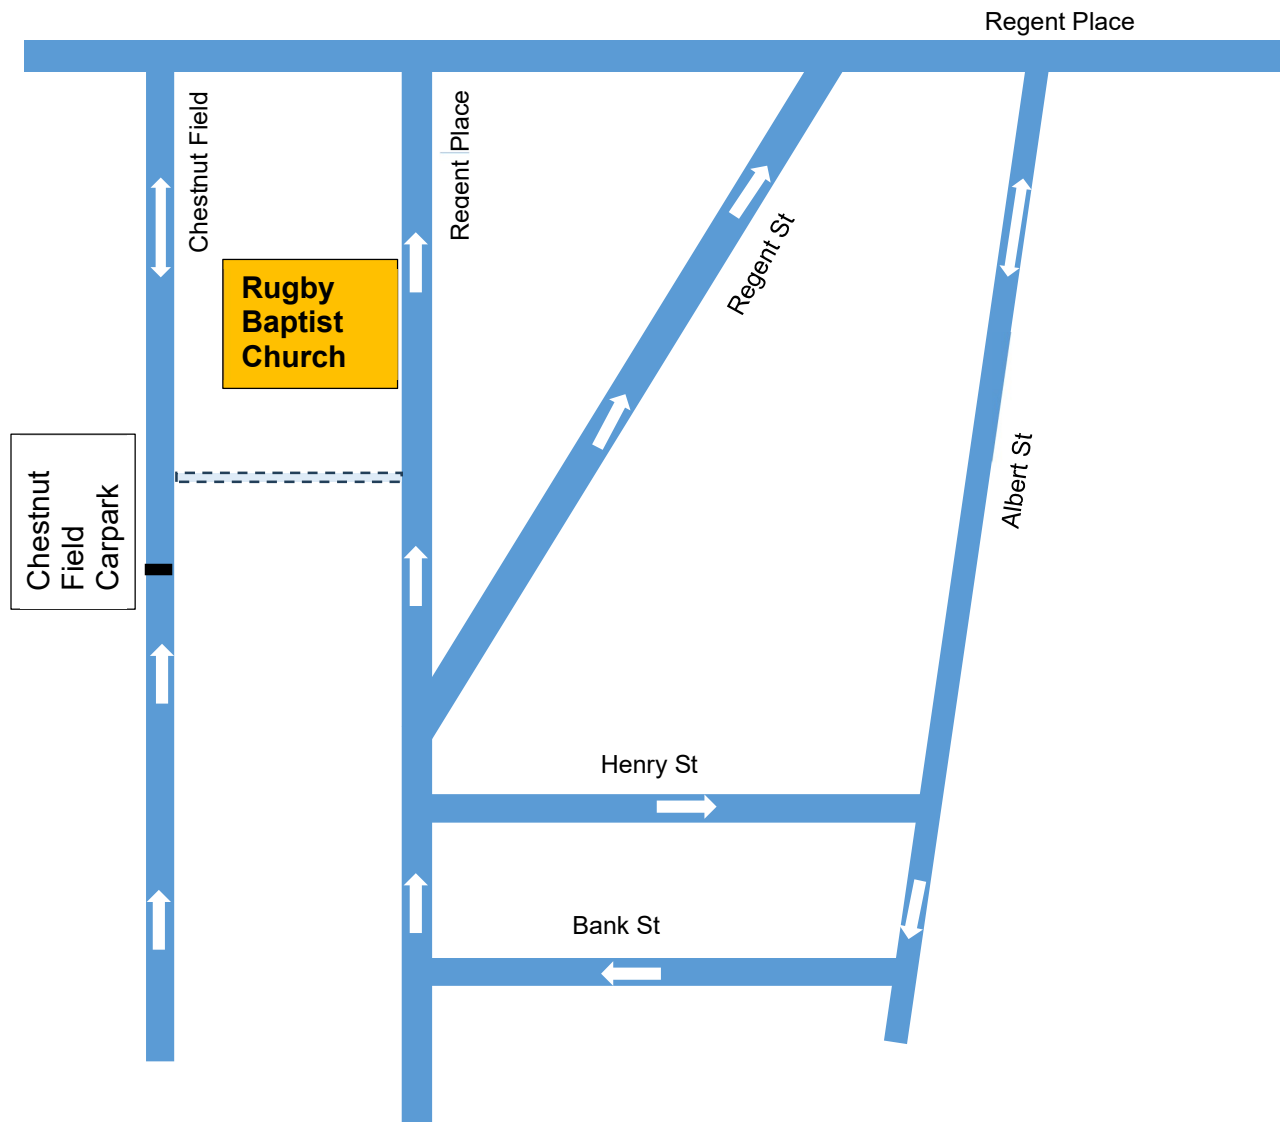 Regent Place
Chestnut Field
Regent Place
Regent St
Rugby
Baptist
Church
Albert St
Chestnut
Field
Carpark
Henry St
Bank St